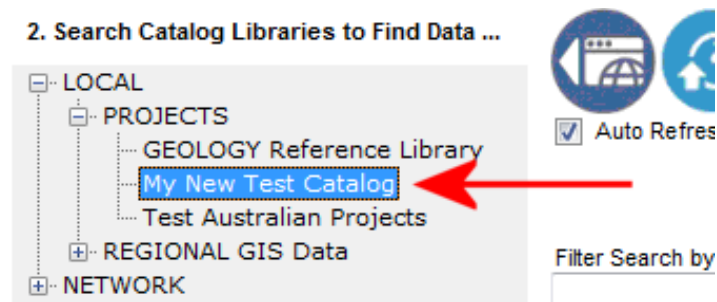 2. Search Catalog Libraries to Find Data ...
LOCAL
PROJECTS
GEOLOGY Reference Library
My New Test Catalog
Test Australian Projects
REGIONAL GIS Data
NETWORK
Auto
Filter Search by